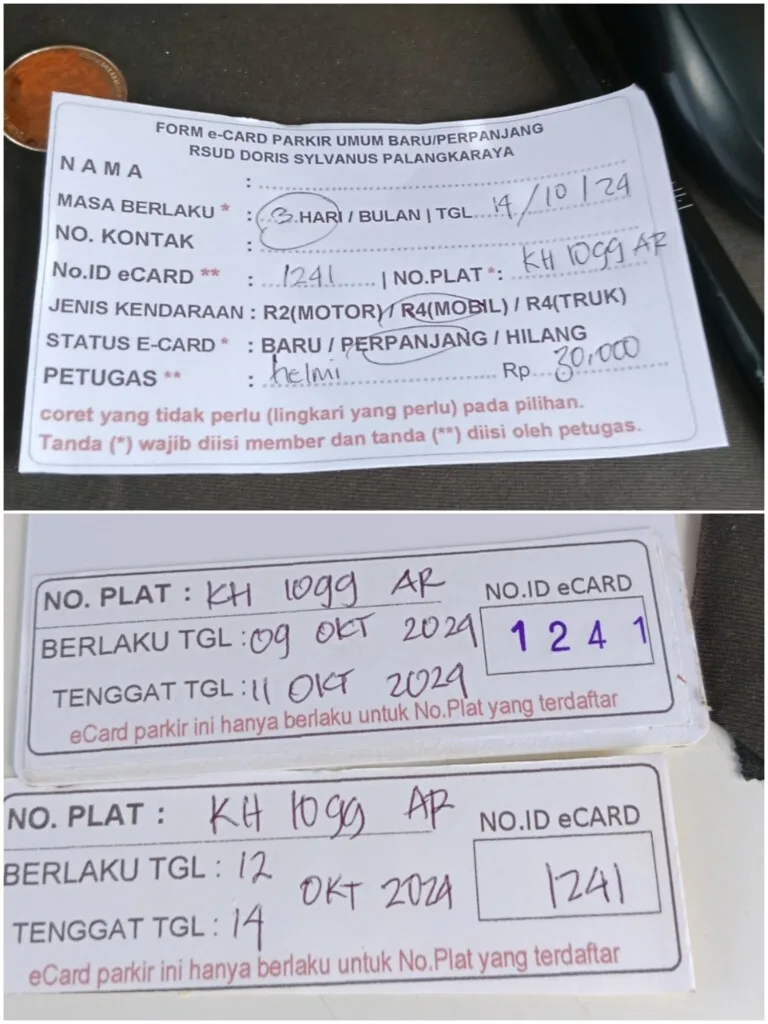 FORM e-CARD PARKIR UMUM BARU/PERPANJANG
RSUD DORIS SYLVANUS PALANGKARAYA
NAMA :
MASA BERLAKU * : 3 HARI / BULAN | TGL 14/10/24
NO. KONTAK :
No.ID eCARD ** : 1241 | NO.PLAT *: KH 1099 AR
JENIS KENDARAAN : R2(MOTOR) / R4(MOBIL) / R4(TRUK)
STATUS E-CARD * : BARU / PERPANJANG / HILANG
PETUGAS ** : helmi Rp 30.000
coret yang tidak perlu (lingkari yang perlu) pada pilihan.
Tanda (*) wajib diisi member dan tanda (**) diisi oleh petugas.
NO. PLAT : KH 1099 AR NO.ID eCARD
BERLAKU TGL : 09 OKT 2024 1241
TENGGAT TGL : 11 OKT 2024
eCard parkir ini hanya berlaku untuk No.Plat yang terdaftar
NO. PLAT : KH 1099 AR NO.ID eCARD
BERLAKU TGL : 12 OKT 2024 1241
TENGGAT TGL : 14
eCard parkir ini hanya berlaku untuk No.Plat yang terdaftar